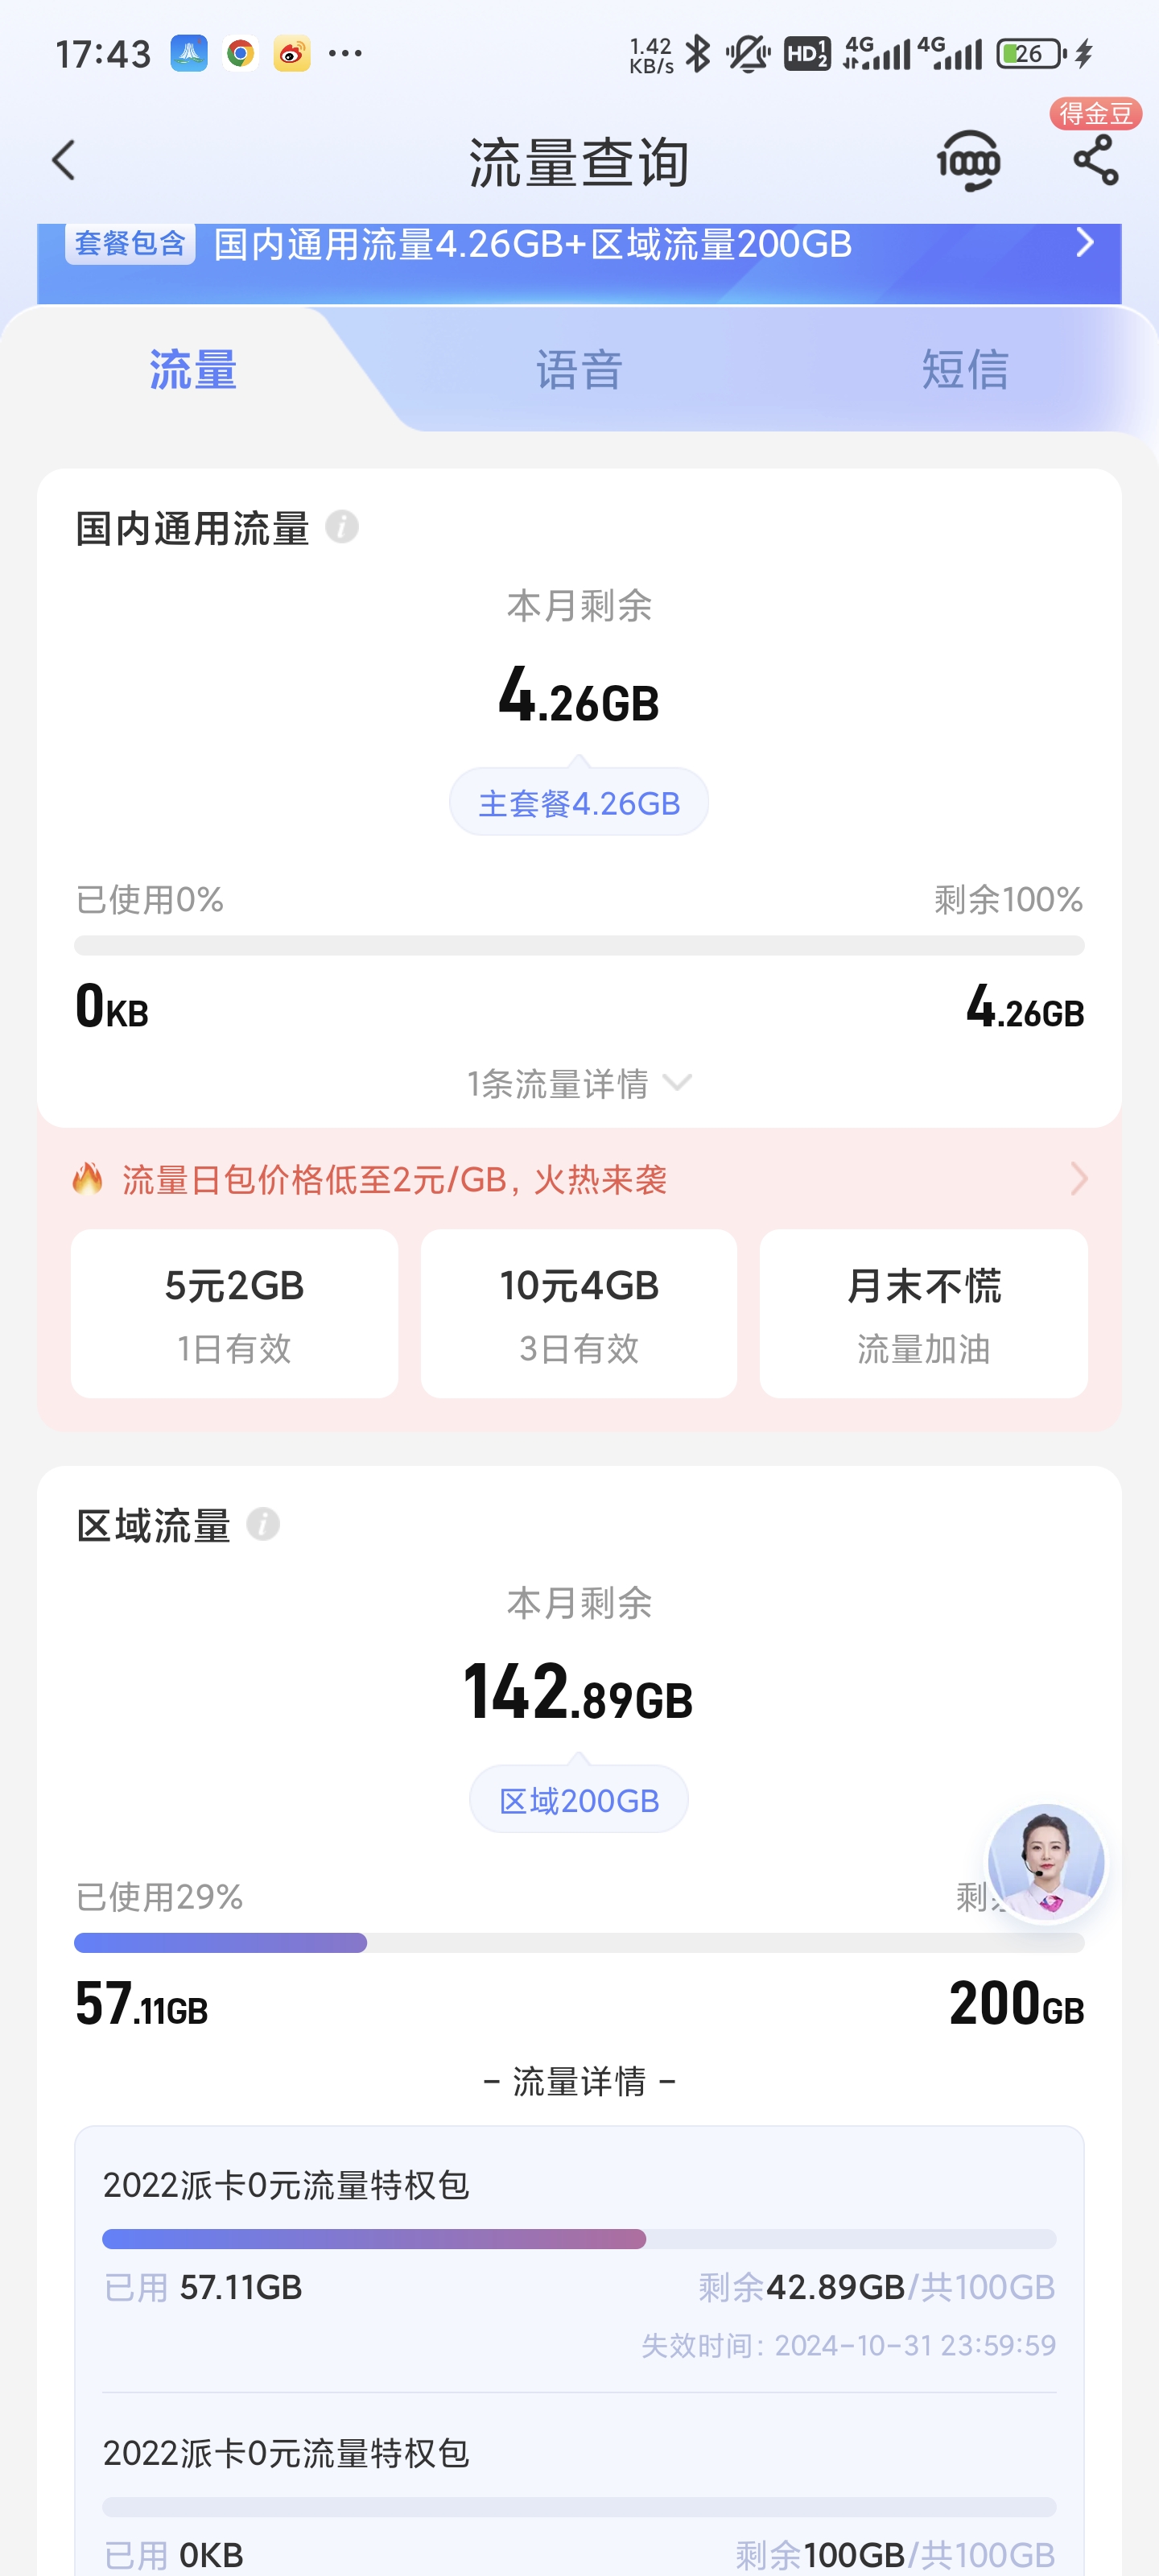 17:43
1.42 KB/s HD 1 2 4G 4G 26
得金豆
流量查询
10000
套餐包含 国内通用流量4.26GB+区域流量200GB
流量 语音 短信
国内通用流量
本月剩余
4.26GB
主套餐4.26GB
已使用0% 剩余100%
0KB 4.26GB
1条流量详情
流量日包价格低至2元/GB，火热来袭
5元2GB 10元4GB 月末不慌
1日有效 3日有效 流量加油
区域流量
本月剩余
142.89GB
区域200GB
已使用29% 剩
57.11GB 200GB
– 流量详情 –
2022派卡0元流量特权包
已用 57.11GB 剩余42.89GB/共100GB
失效时间：2024-10-31 23:59:59
2022派卡0元流量特权包
已用 0KB 剩余100GB/共100GB